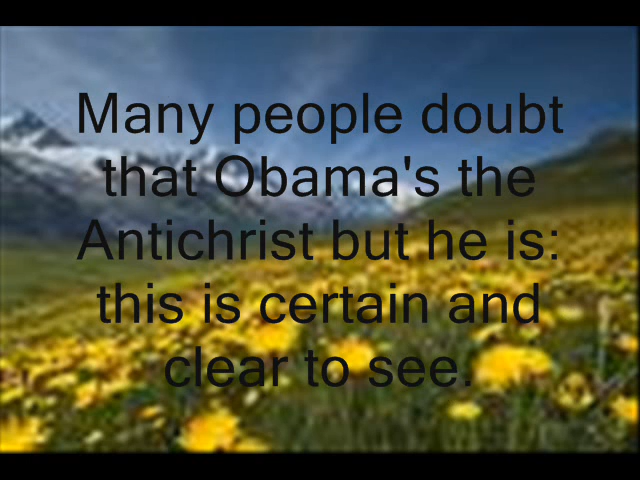 Many people doubt
that Obama's the
Antichrist but he is:
this is certain and
clear to see.